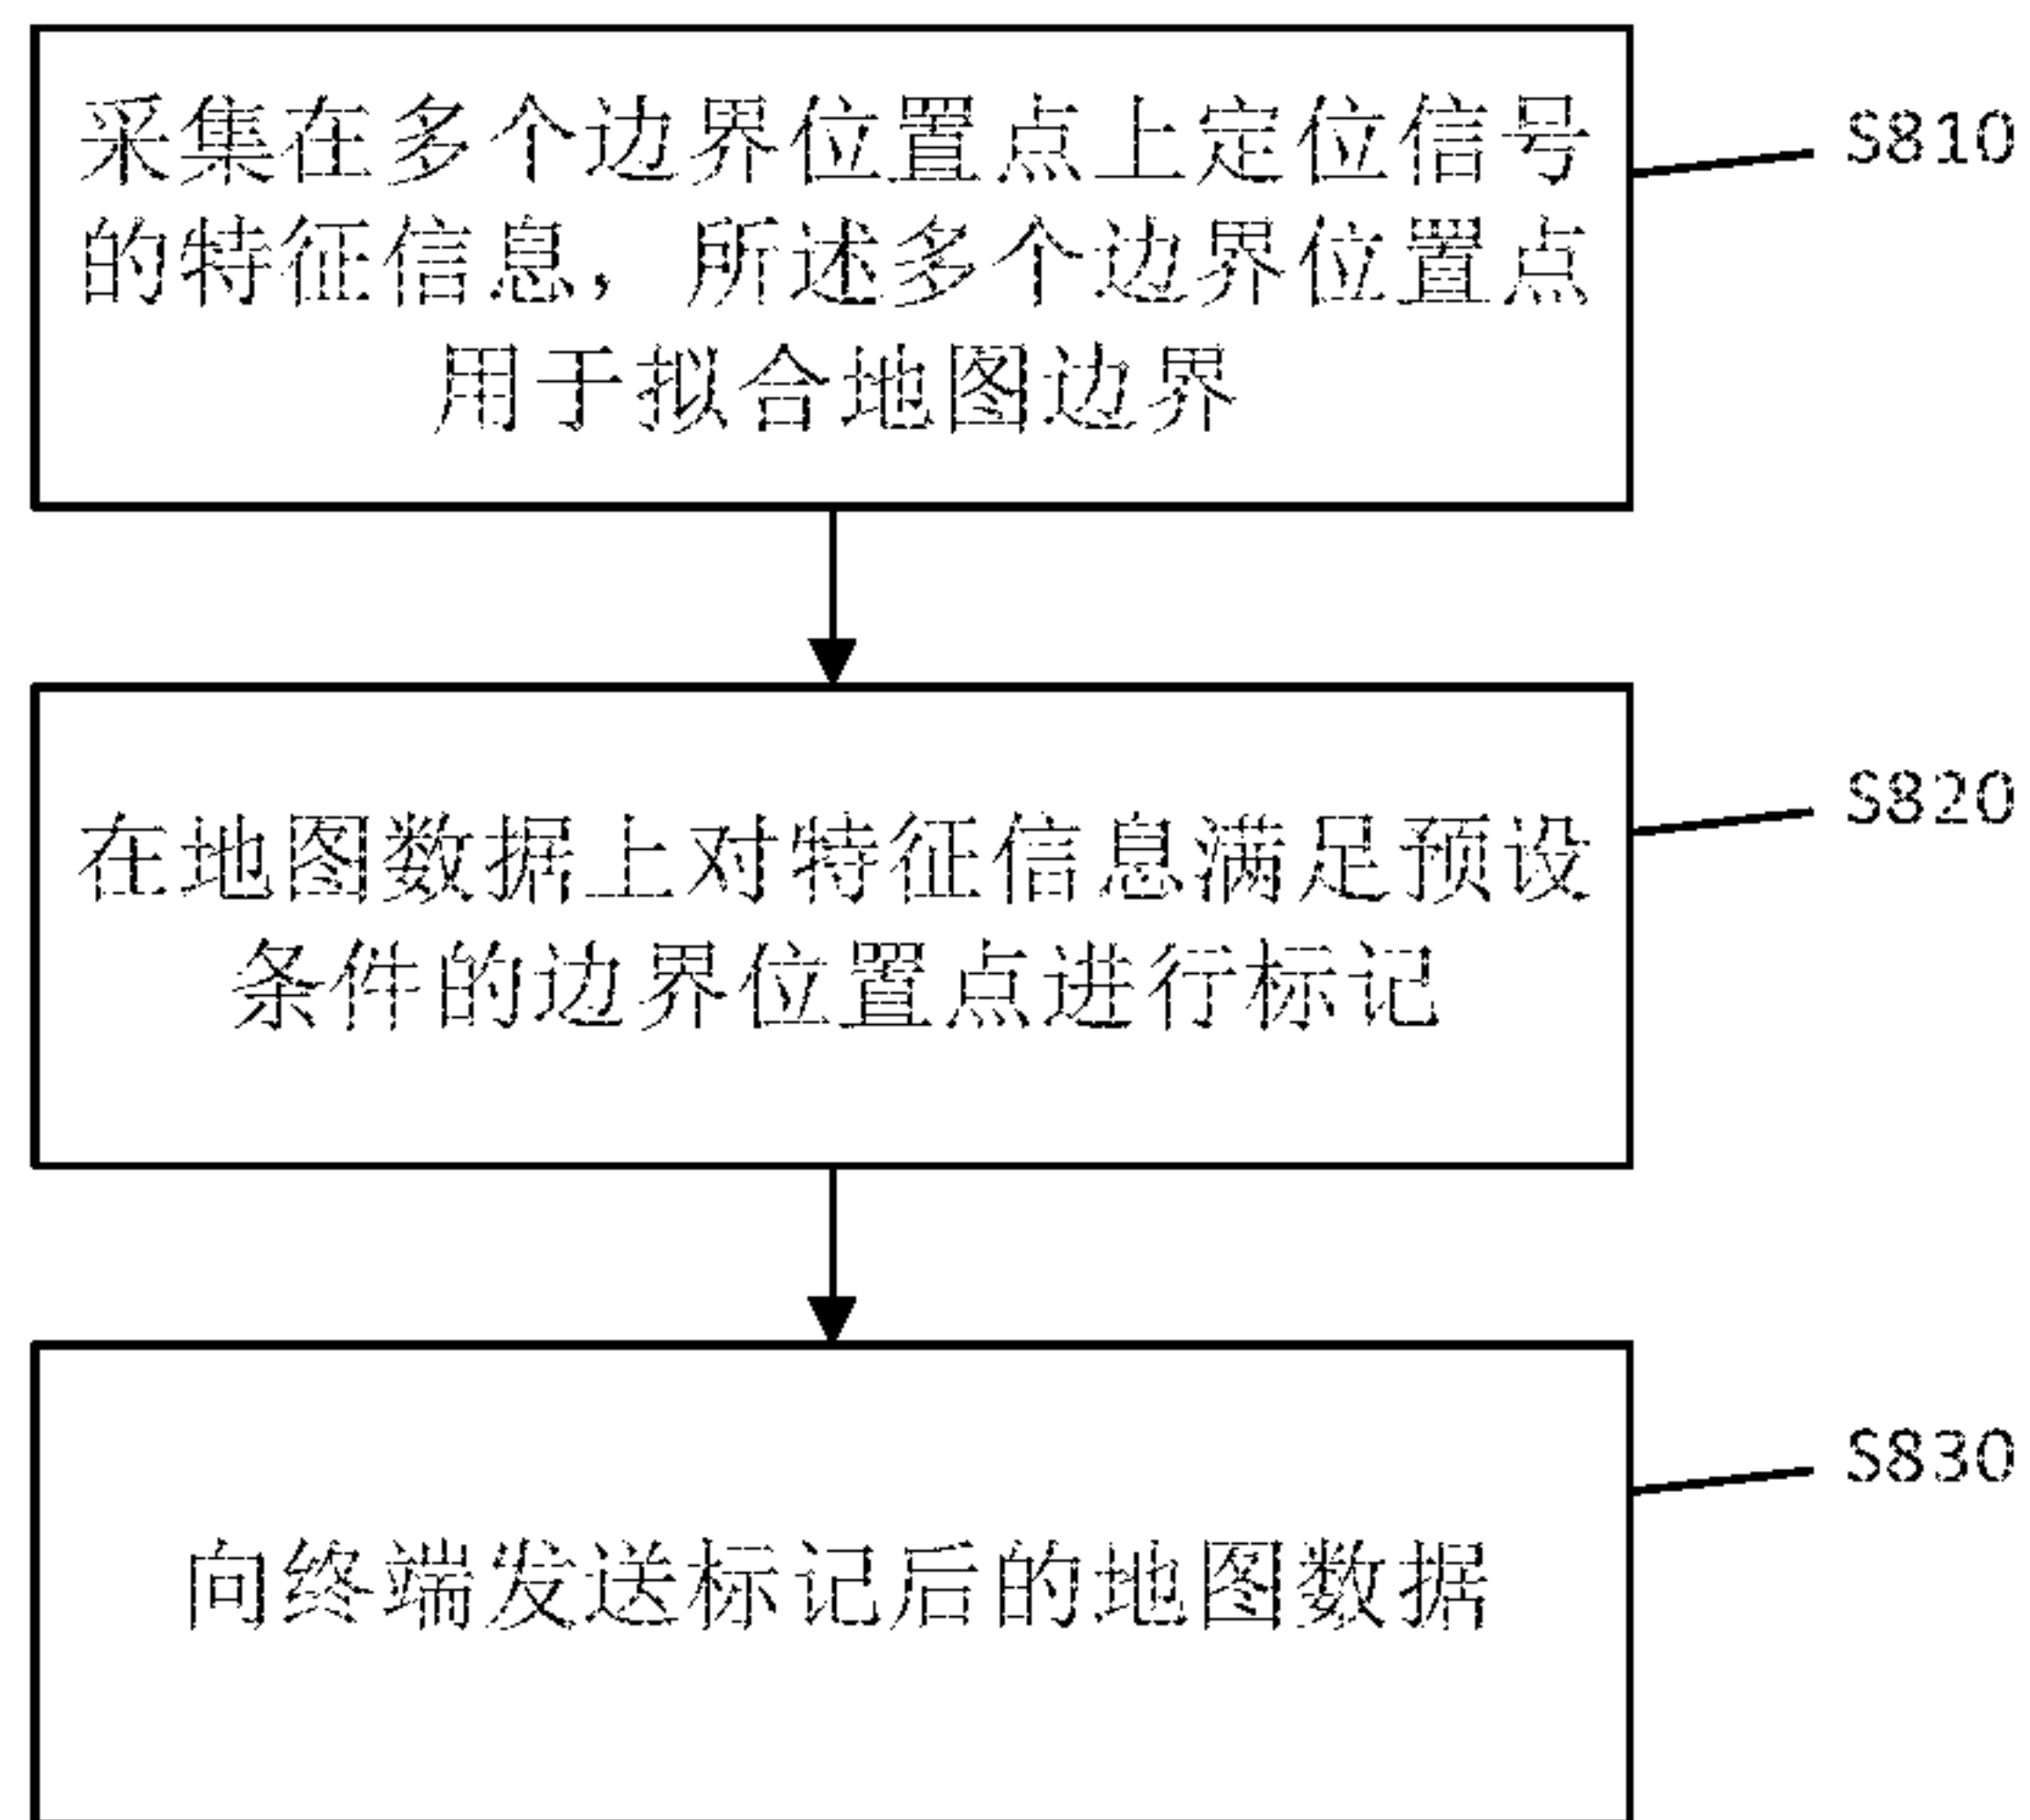 采集在多个边界位置点上定位信号
的特征信息，所述多个边界位置点
用于拟合地图边界
S810
在地图数据上对特征信息满足预设
条件的边界位置点进行标记
S820
向终端发送标记后的地图数据
S830